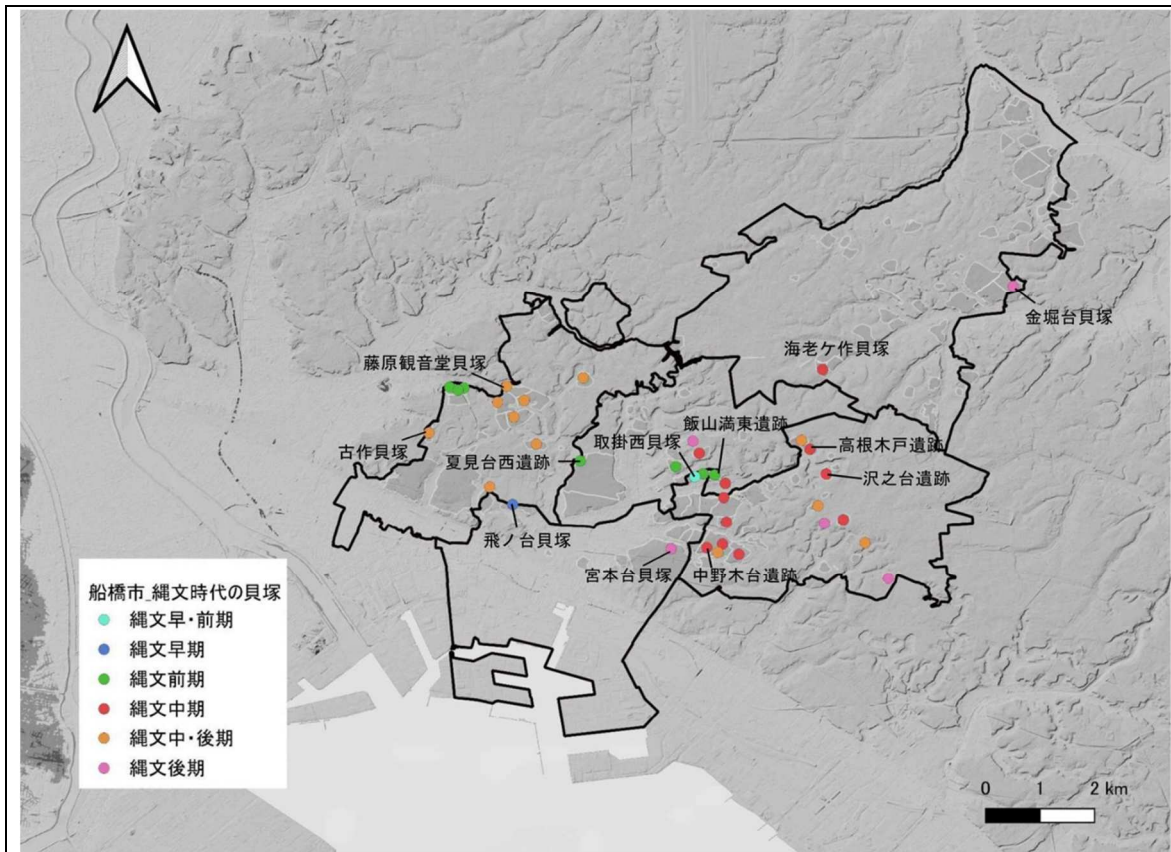 金堀台貝塚
海老ケ作貝塚
藤原観音堂貝塚
飯山満東遺跡
取掛西貝塚
高根木戸遺跡
古作貝塚
夏見台西遺跡
沢之台遺跡
飛ノ台貝塚
宮本台貝塚
中野木台遺跡
船橋市_縄文時代の貝塚
縄文早・前期
縄文早期
縄文前期
縄文中期
縄文中・後期
縄文後期
0 1 2 km